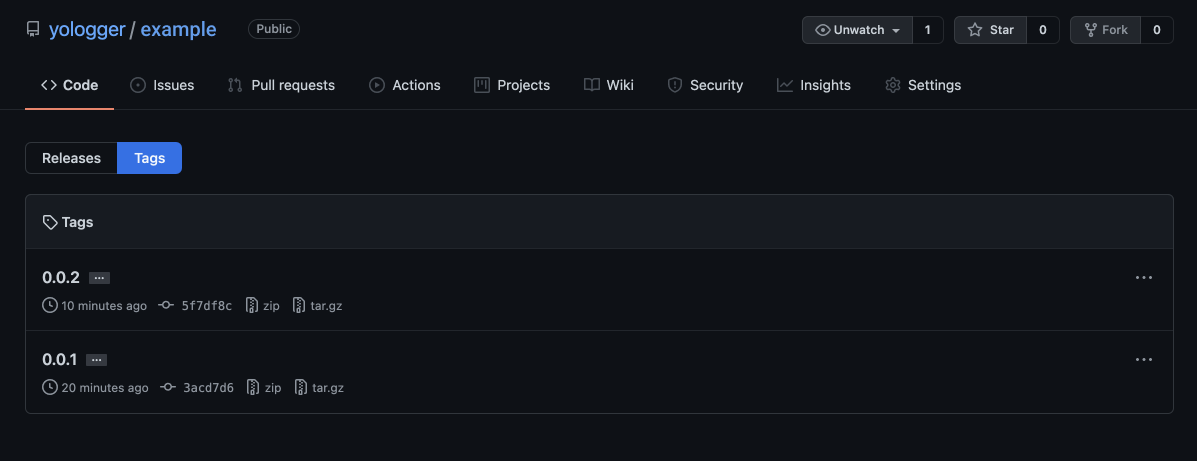 yologger / example Public Unwatch 1 Star 0 Fork 0
Code Issues Pull requests Actions Projects Wiki Security Insights Settings
Releases Tags
Tags
0.0.2 ...
10 minutes ago 5f7df8c zip tar.gz
0.0.1 ...
20 minutes ago 3acd7d6 zip tar.gz